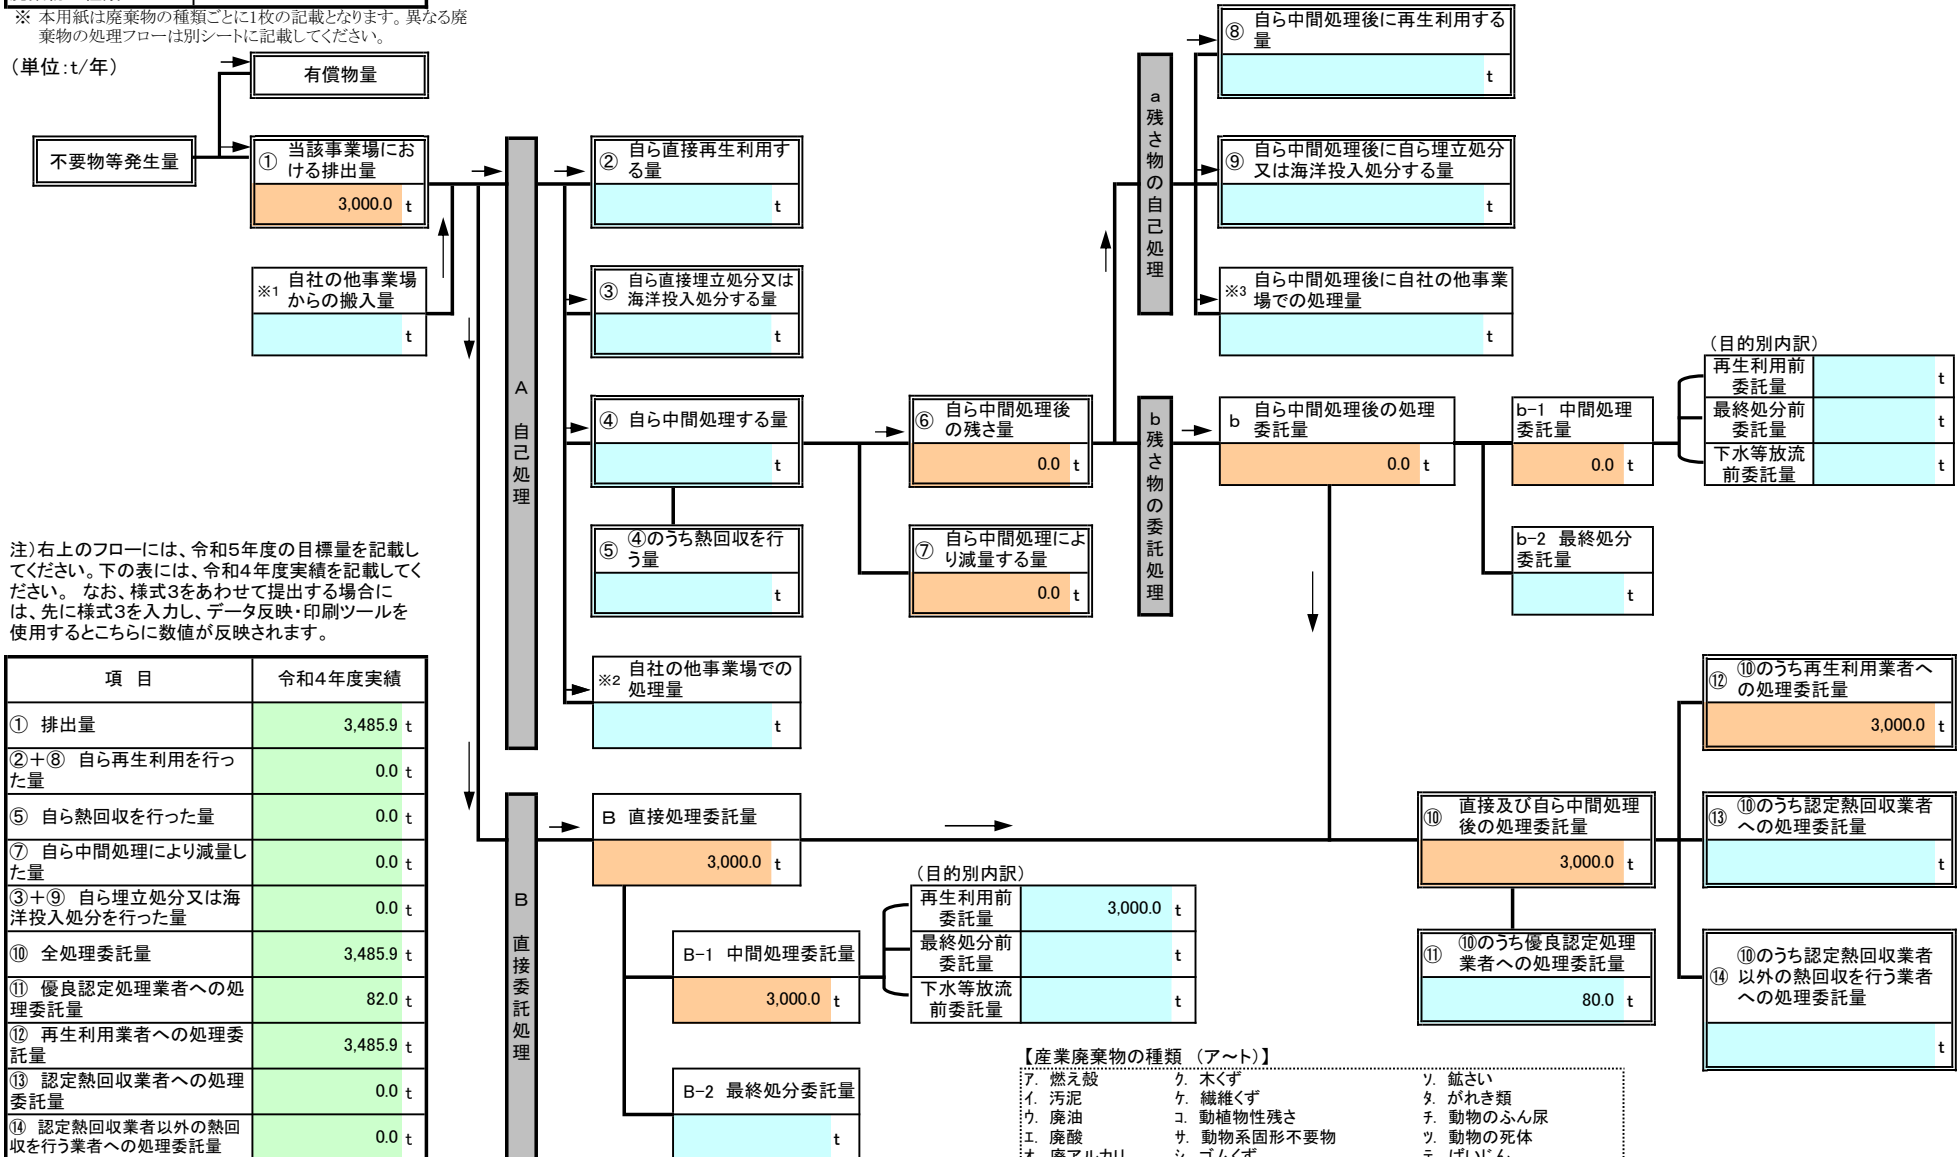 ※ 本用紙は廃棄物の種類ごとに1枚の記載となります。異なる廃
棄物の処理フローは別シートに記載してください。
(単位:t/年)
有償物量
不要物等発生量
① 当該事業場にお
ける排出量
3,000.0 t
※1 自社の他事業場
からの搬入量
t
A 自己処理
② 自ら直接再生利用す
る量
t
③ 自ら直接埋立処分又は
海洋投入処分する量
t
④ 自ら中間処理する量
t
⑤ ④のうち熱回収を行
う量
t
※2 自社の他事業場での
処理量
t
⑥ 自ら中間処理後
の残さ量
0.0 t
⑦ 自ら中間処理によ
り減量する量
0.0 t
a 残さ物の自己処理
⑧ 自ら中間処理後に再生利用する
量
t
⑨ 自ら中間処理後に自ら埋立処分
又は海洋投入処分する量
t
※3 自ら中間処理後に自社の他事業
場での処理量
t
b 残さ物の委託処理
b 自ら中間処理後の処理
委託量
0.0 t
b-1 中間処理
委託量
0.0 t
(目的別内訳)
再生利用前
委託量
t
最終処分前
委託量
t
下水等放流
前委託量
t
b-2 最終処分
委託量
t
注)右上のフローには、令和5年度の目標量を記載し
てください。下の表には、令和4年度実績を記載してく
ださい。 なお、様式3をあわせて提出する場合に
は、先に様式3を入力し、データ反映・印刷ツールを
使用するとこちらに数値が反映されます。
項 目 令和4年度実績
① 排出量 3,485.9 t
②+⑧ 自ら再生利用を行っ
た量 0.0 t
⑤ 自ら熱回収を行った量 0.0 t
⑦ 自ら中間処理により減量し
た量 0.0 t
③+⑨ 自ら埋立処分又は海
洋投入処分を行った量 0.0 t
⑩ 全処理委託量 3,485.9 t
⑪ 優良認定処理業者への処
理委託量 82.0 t
⑫ 再生利用業者への処理委
託量 3,485.9 t
⑬ 認定熱回収業者への処理
委託量 0.0 t
⑭ 認定熱回収業者以外の熱回
収を行う業者への処理委託量 0.0 t
B 直接委託処理
B 直接処理委託量
3,000.0 t
B-1 中間処理委託量
3,000.0 t
(目的別内訳)
再生利用前
委託量
3,000.0 t
最終処分前
委託量
t
下水等放流
前委託量
t
B-2 最終処分委託量
t
⑩ 直接及び自ら中間処理
後の処理委託量
3,000.0 t
⑪ ⑩のうち優良認定処理
業者への処理委託量
80.0 t
⑫ ⑩のうち再生利用業者へ
の処理委託量
3,000.0 t
⑬ ⑩のうち認定熱回収業者
への処理委託量
t
⑭ ⑩のうち認定熱回収業者
以外の熱回収を行う業者
への処理委託量
t
【産業廃棄物の種類 (ア~ト)】
ア. 燃え殻 ク. 木くず ソ. 鉱さい
イ. 汚泥 ケ. 繊維くず タ. がれき類
ウ. 廃油 コ. 動植物性残さ チ. 動物のふん尿
エ. 廃酸 サ. 動物系固形不要物 ツ. 動物の死体
オ. 廃アルカリ シ. ゴムくず テ. ばいじん